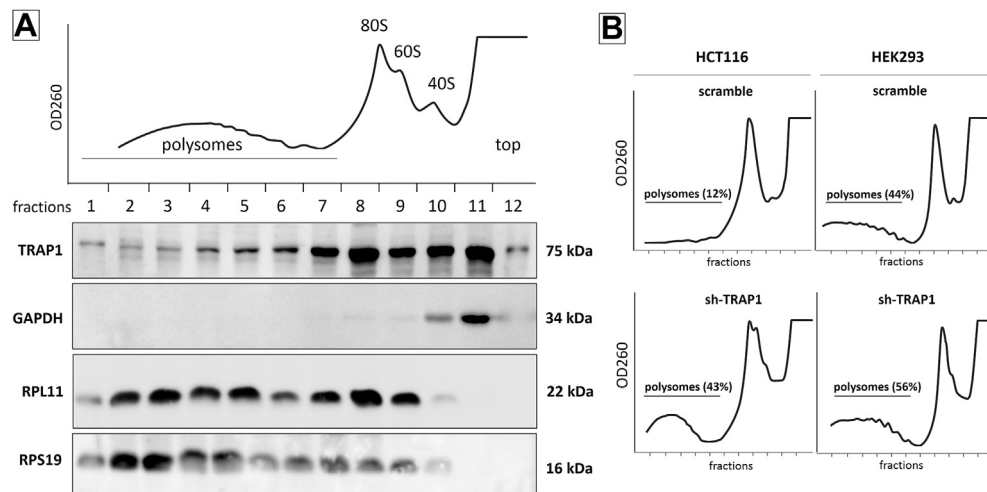 A
OD260
80S
60S
40S
polysomes
top
fractions 1 2 3 4 5 6 7 8 9 10 11 12
TRAP1 75 kDa
GAPDH 34 kDa
RPL11 22 kDa
RPS19 16 kDa
B
HCT116 HEK293
scramble scramble
OD260
polysomes (12%) polysomes (44%)
fractions fractions
sh-TRAP1 sh-TRAP1
OD260
polysomes (43%) polysomes (56%)
fractions fractions